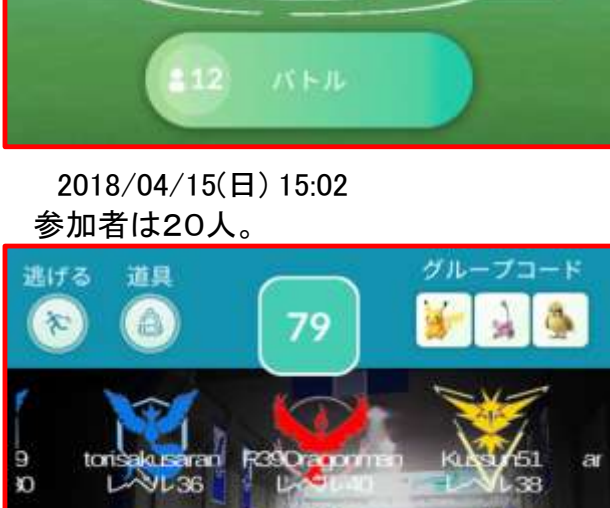 12 バトル
2018/04/15(日) 15:02
参加者は20人。
逃げる 道具 グループコード
79
9 torisakusaran R39Dragonman Kussun51 ar
レベル36 レベル40 レベル38